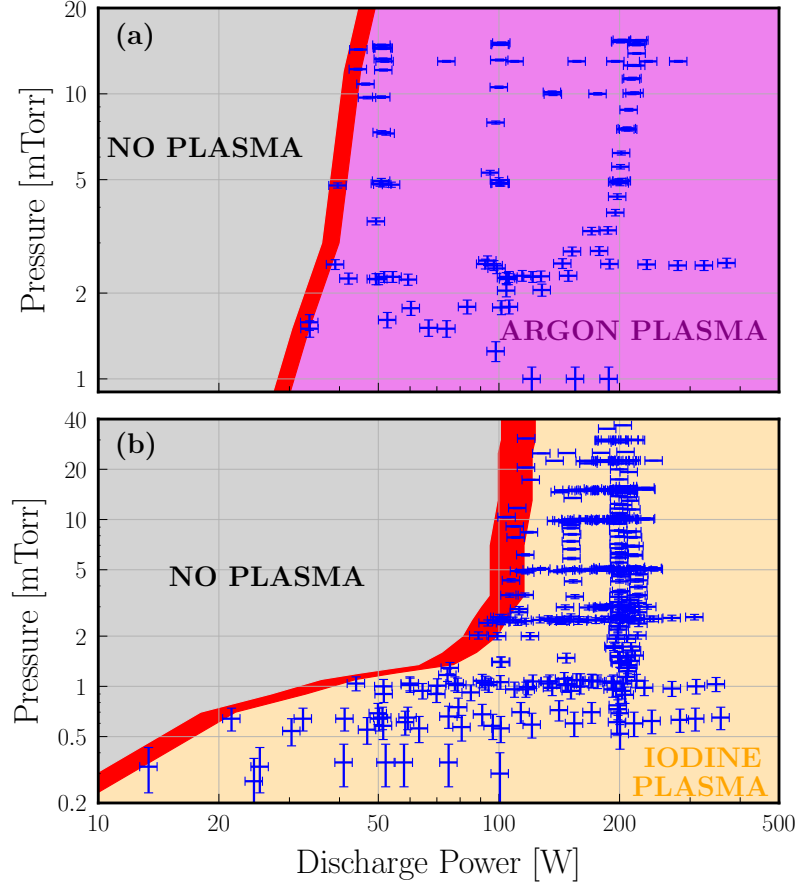 (a)
NO PLASMA
ARGON PLASMA
Pressure [mTorr]
20
10
5
2
1
(b)
NO PLASMA
IODINE
PLASMA
Pressure [mTorr]
40
20
10
5
2
1
0.5
0.2
10
20
50
100
200
500
Discharge Power [W]